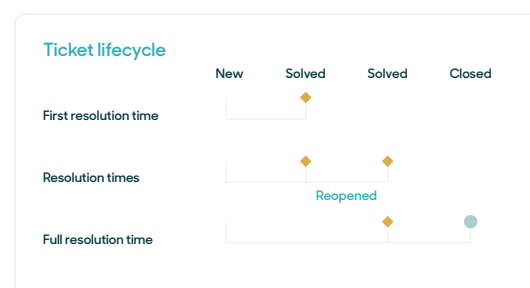 Ticket lifecycle
New Solved Solved Closed
First resolution time
Resolution times
Reopened
Full resolution time